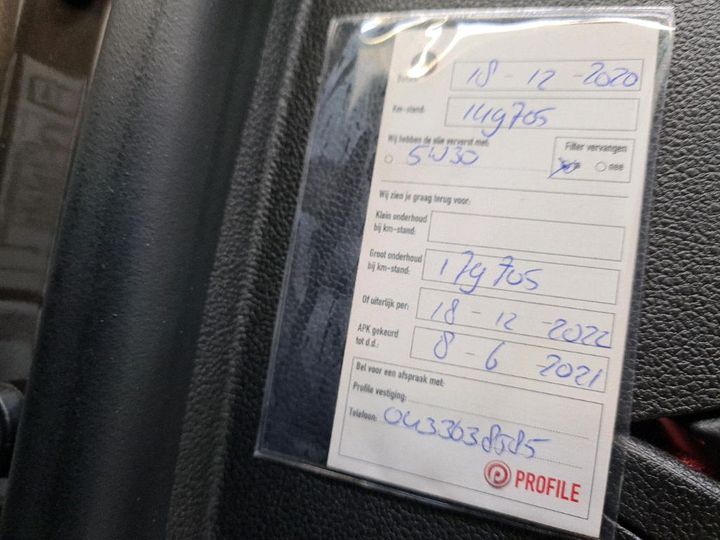 18 - 12 - 2020
Km-stand: 149705
Wij hebben de olie ververst met:
5W30
Filter vervangen
nee
Wij zien je graag terug voor:
Klein onderhoud
bij km-stand:
Groot onderhoud
bij km-stand: 179705
Of uiterlijk per: 18 - 12 - 2022
APK gekeurd
tot d.d.: 8 - 6 2021
Bel voor een afspraak met:
Profile vestiging:
Telefoon: 0433638585
PROFILE